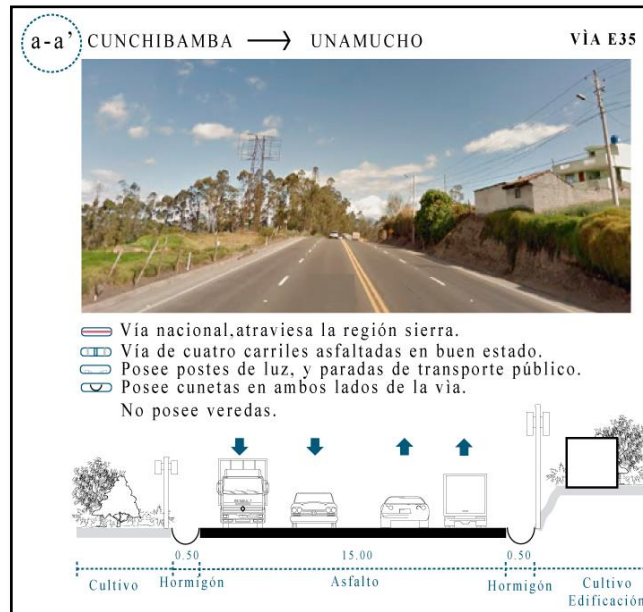 a-a’ CUNCHIBAMBA → UNAMUCHO VÌA E35
Vía nacional,atraviesa la región sierra.
Vía de cuatro carriles asfaltadas en buen estado.
Posee postes de luz, y paradas de transporte público.
Posee cunetas en ambos lados de la vìa.
No posee veredas.
0.50 15.00 0.50
Cultivo Hormigón Asfalto Hormigón Cultivo
Edificación